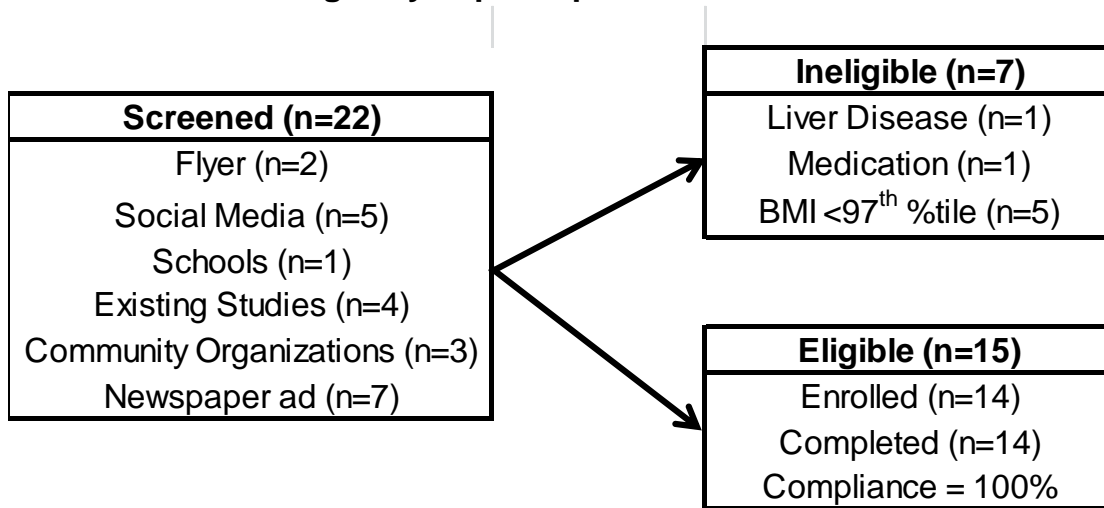 Screened (n=22)
Flyer (n=2)
Social Media (n=5)
Schools (n=1)
Existing Studies (n=4)
Community Organizations (n=3)
Newspaper ad (n=7)
Ineligible (n=7)
Liver Disease (n=1)
Medication (n=1)
BMI <97th %tile (n=5)
Eligible (n=15)
Enrolled (n=14)
Completed (n=14)
Compliance = 100%